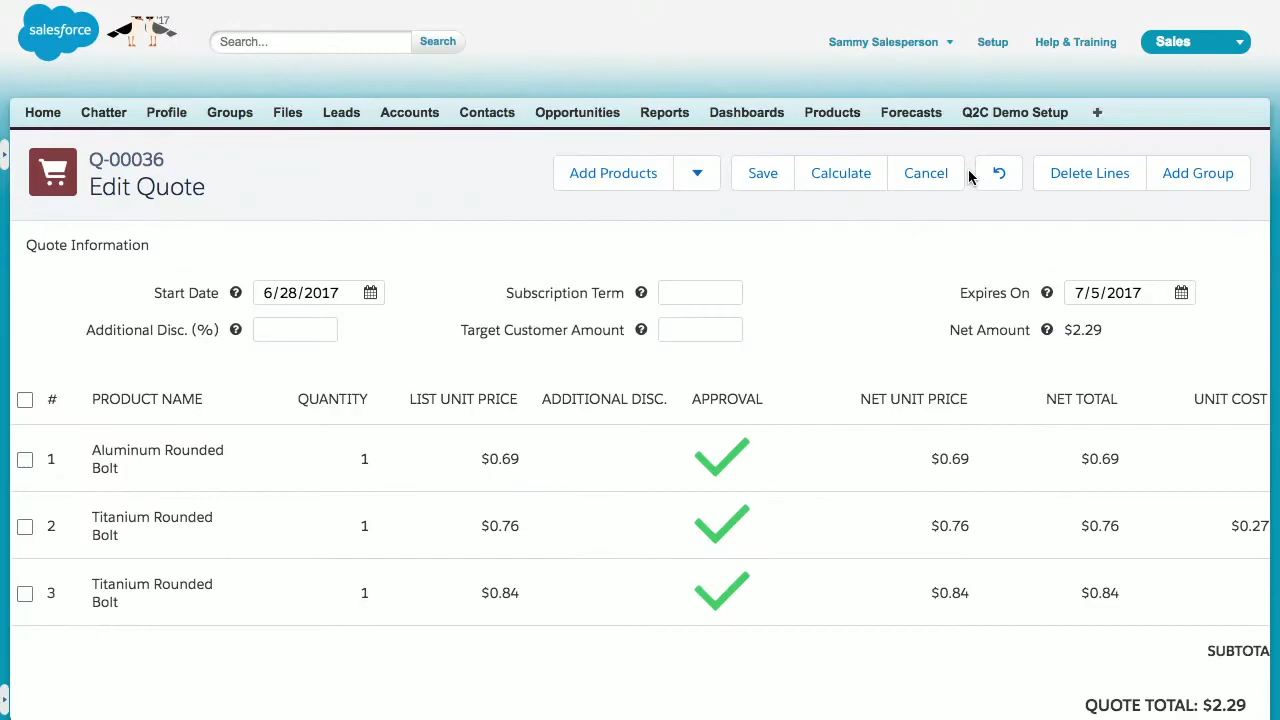 salesforce
'17
Search... Search
Sammy Salesperson Setup Help & Training Sales
Home Chatter Profile Groups Files Leads Accounts Contacts Opportunities Reports Dashboards Products Forecasts Q2C Demo Setup +
Q-00036
Edit Quote
Add Products Save Calculate Cancel Delete Lines Add Group
Quote Information
Start Date ? 6/28/2017 Subscription Term ? Expires On ? 7/5/2017
Additional Disc. (%) ? Target Customer Amount ? Net Amount ? $2.29
# PRODUCT NAME QUANTITY LIST UNIT PRICE ADDITIONAL DISC. APPROVAL NET UNIT PRICE NET TOTAL UNIT COST
1 Aluminum Rounded 1 $0.69 $0.69 $0.69
Bolt
2 Titanium Rounded 1 $0.76 $0.76 $0.76 $0.27
Bolt
3 Titanium Rounded 1 $0.84 $0.84 $0.84
Bolt
SUBTOTA
QUOTE TOTAL: $2.29